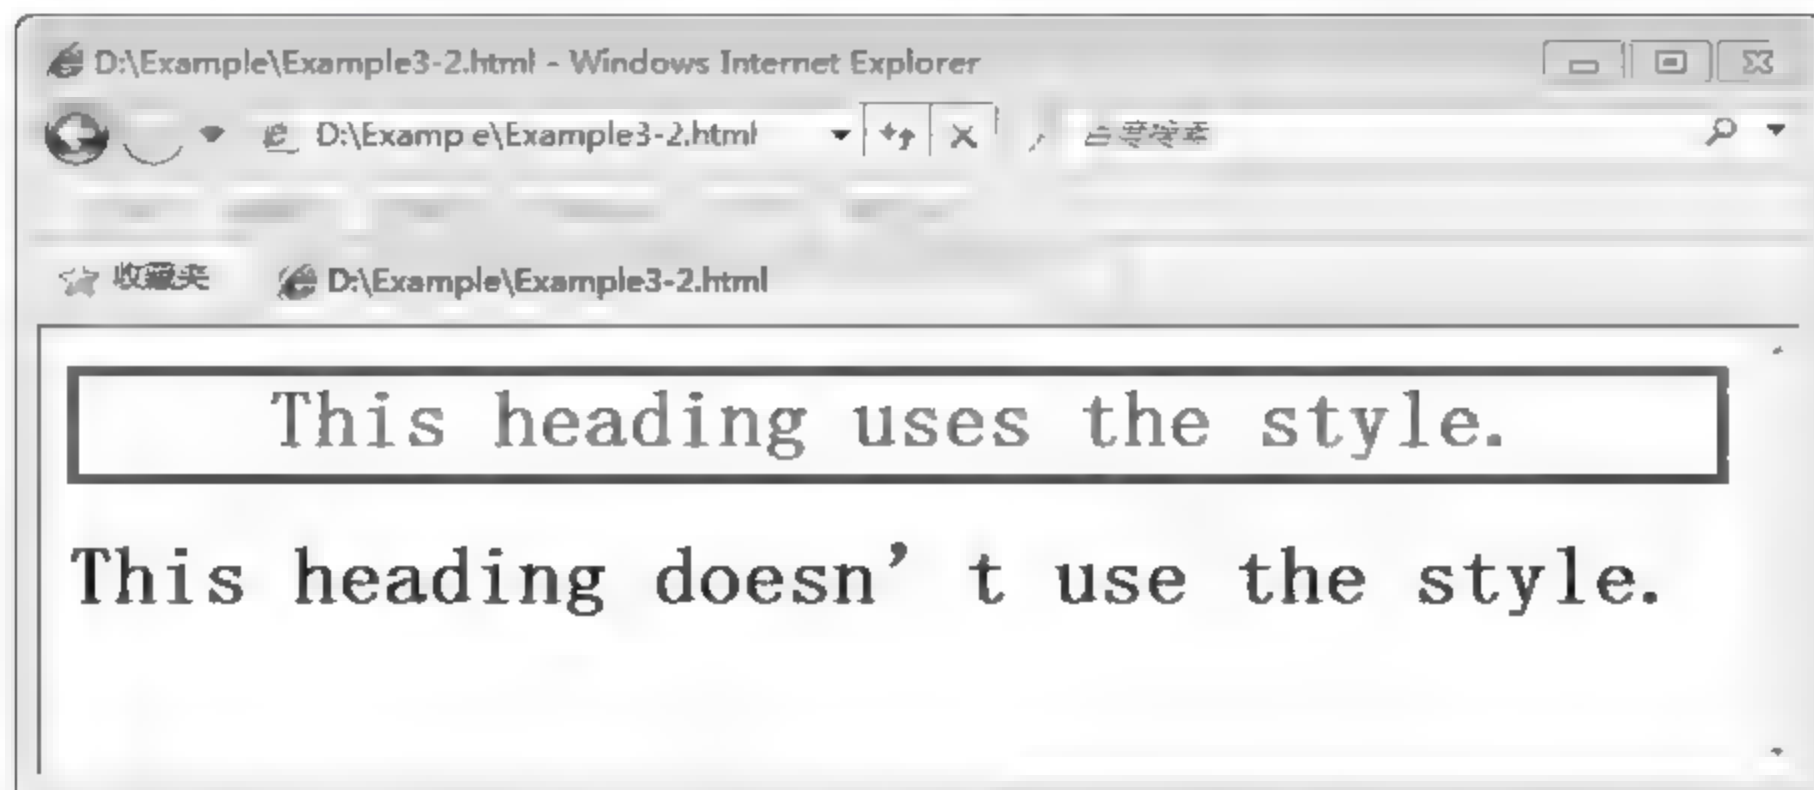 D:\Example\Example3-2.html - Windows Internet Explorer
D:\Examp e\Example3-2.html
收藏夹 D:\Example\Example3-2.html
This heading uses the style.
This heading doesn’t use the style.